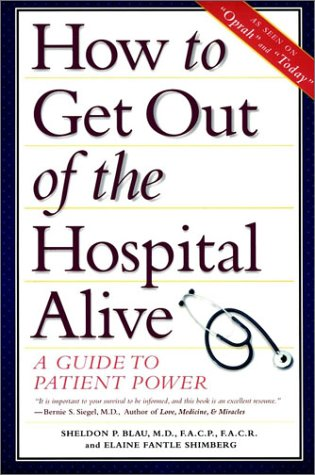 AS SEEN ON
"Oprah" and "Today"
How to
Get Out
of the
Hospital
Alive
A GUIDE TO
PATIENT POWER
"It is important to your survival to be informed, and this book is an excellent resource."
—Bernie S. Siegel, M.D., Author of Love, Medicine, & Miracles
SHELDON P. BLAU, M.D., F.A.C.P., F.A.C.R.
and ELAINE FANTLE SHIMBERG